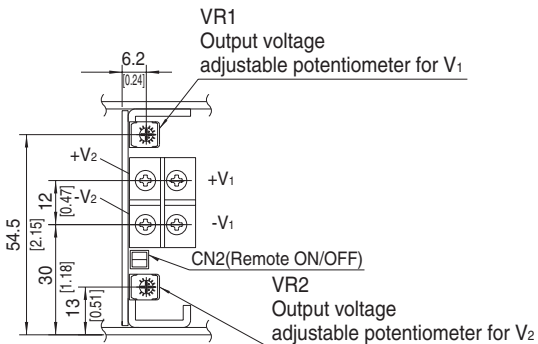 VR1
Output voltage
adjustable potentiometer for V1
6.2
[0.24]
+V2
+V1
12
[0.47]
-V2
-V1
54.5
[2.15]
30
[1.18]
CN2(Remote ON/OFF)
13
[0.51]
VR2
Output voltage
adjustable potentiometer for V2